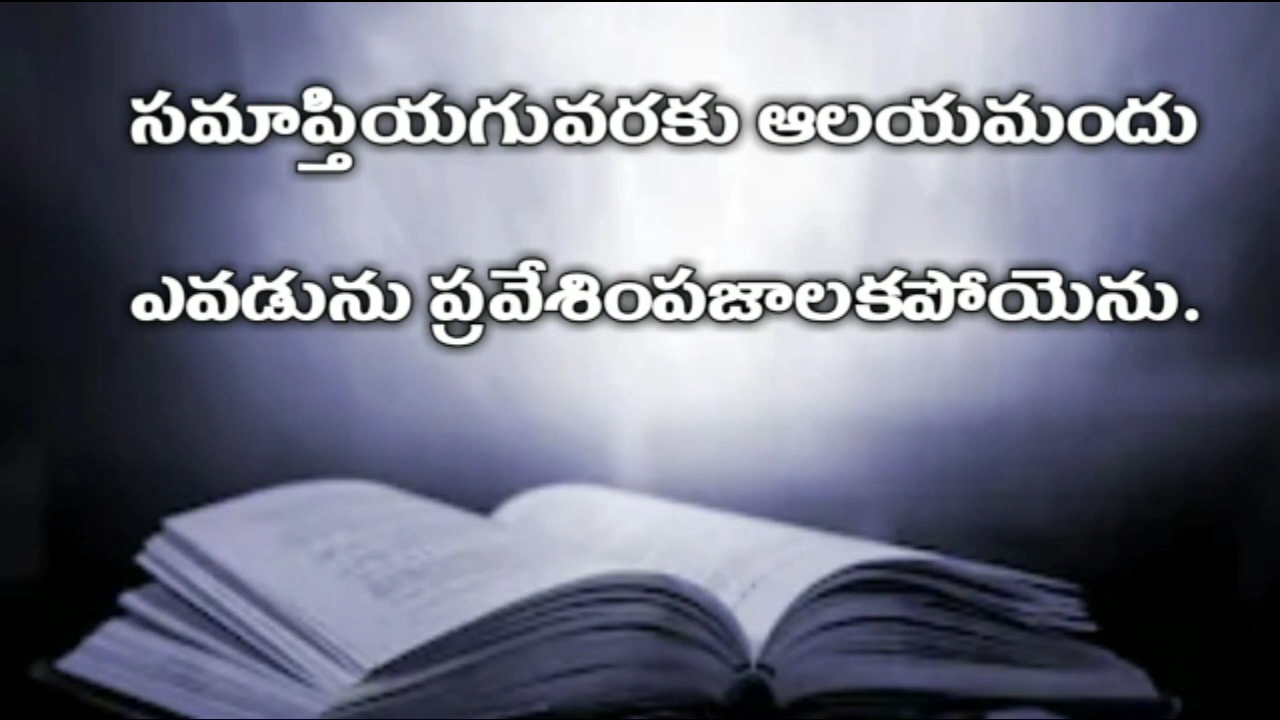 సమాప్తియగువరకు ఆలయమందు
ఎవడును ప్రవేశింపజాలకపోయెను.